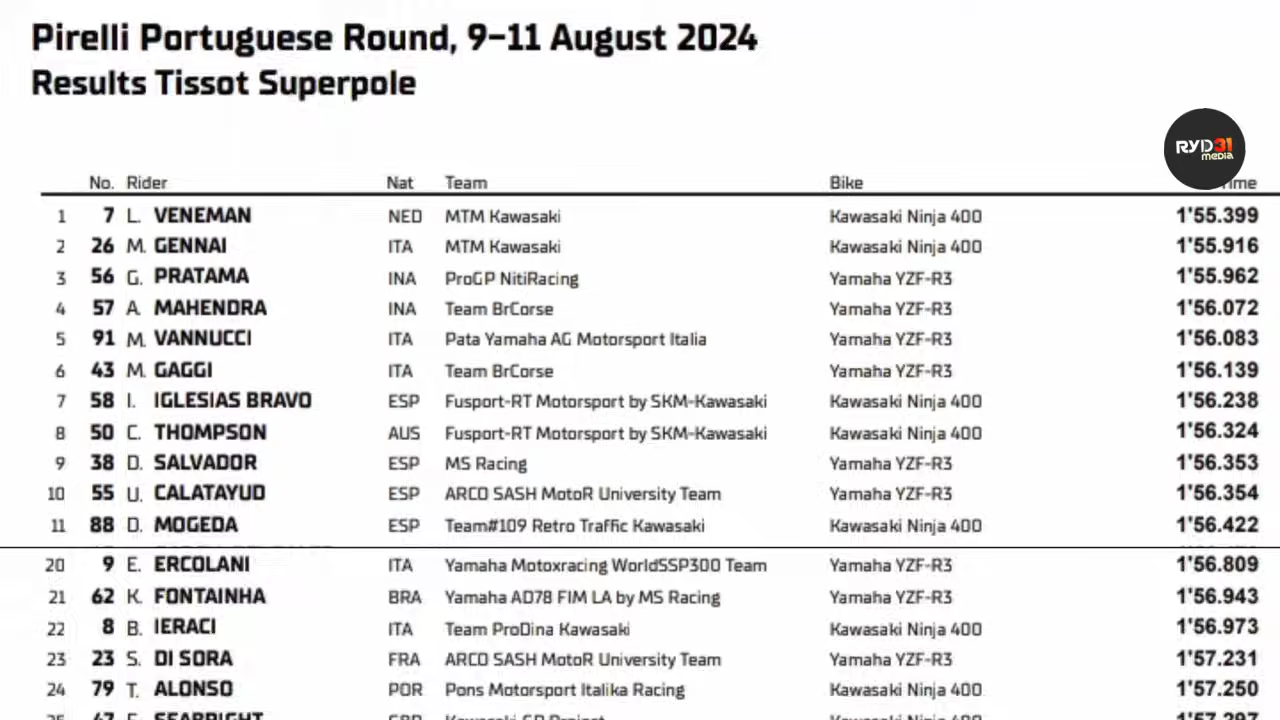 Pirelli Portuguese Round, 9–11 August 2024
Results Tissot Superpole
RYD31
media
No. Rider Nat Team Bike
1 7 L. VENEMAN NED MTM Kawasaki Kawasaki Ninja 400 1'55.399
2 26 M. GENNAI ITA MTM Kawasaki Kawasaki Ninja 400 1'55.916
3 56 G. PRATAMA INA ProGP NitiRacing Yamaha YZF-R3 1'55.962
4 57 A. MAHENDRA INA Team BrCorse Yamaha YZF-R3 1'56.072
5 91 M. VANNUCCI ITA Pata Yamaha AG Motorsport Italia Yamaha YZF-R3 1'56.083
6 43 M. GAGGI ITA Team BrCorse Yamaha YZF-R3 1'56.139
7 58 I. IGLESIAS BRAVO ESP Fusport-RT Motorsport by SKM-Kawasaki Kawasaki Ninja 400 1'56.238
8 50 C. THOMPSON AUS Fusport-RT Motorsport by SKM-Kawasaki Kawasaki Ninja 400 1'56.324
9 38 D. SALVADOR ESP MS Racing Yamaha YZF-R3 1'56.353
10 55 U. CALATAYUD ESP ARCO SASH MotoR University Team Yamaha YZF-R3 1'56.354
11 88 D. MOGEDA ESP Team#109 Retro Traffic Kawasaki Kawasaki Ninja 400 1'56.422
20 9 E. ERCOLANI ITA Yamaha Motoxracing WorldSSP300 Team Yamaha YZF-R3 1'56.809
21 62 K. FONTAINHA BRA Yamaha AD78 FIM LA by MS Racing Yamaha YZF-R3 1'56.943
22 8 B. IERACI ITA Team ProDina Kawasaki Kawasaki Ninja 400 1'56.973
23 23 S. DI SORA FRA ARCO SASH MotoR University Team Yamaha YZF-R3 1'57.231
24 79 T. ALONSO POR Pons Motorsport Italika Racing Kawasaki Ninja 400 1'57.250